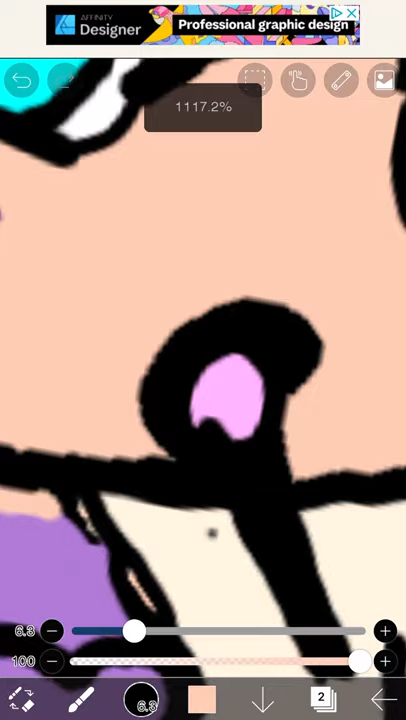 AFFINITY
Designer
Professional graphic design
1117.2%
6.3
100
6.3
2